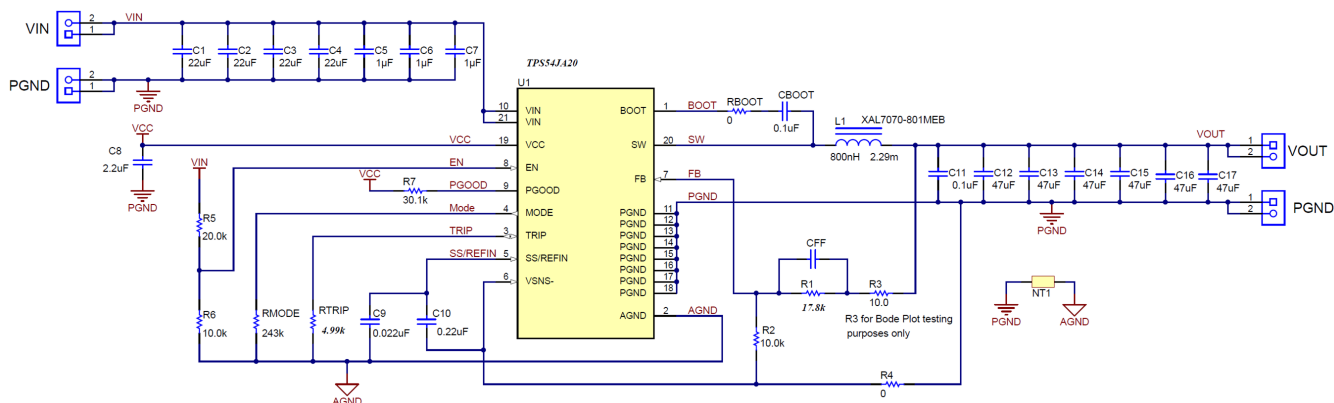 VIN
2
1
VIN
PGND
2
1
PGND
C1
22uF
C2
22uF
C3
22uF
C4
22uF
C5
1µF
C6
1µF
C7
1µF
TPS54JA20
U1
10
VIN
21
VIN
19
VCC
8
EN
9
PGOOD
4
MODE
3
TRIP
5
SS/REFIN
6
VSNS-
BOOT
1
SW
20
FB
7
PGND
11
PGND
12
PGND
13
PGND
14
PGND
15
PGND
16
PGND
17
PGND
18
AGND
2
VCC
C8
2.2uF
PGND
VCC
EN
VIN
VCC
R7
30.1k
PGOOD
Mode
TRIP
SS/REFIN
R5
20.0k
R6
10.0k
RMODE
243k
RTRIP
4.99k
C9
0.022uF
C10
0.22uF
AGND
BOOT
RBOOT
0
CBOOT
0.1uF
SW
L1
XAL7070-801MEB
800nH
2.29m
FB
PGND
AGND
VOUT
1
2
VOUT
C11
0.1uF
C12
47uF
C13
47uF
C14
47uF
C15
47uF
C16
47uF
C17
47uF
PGND
1
2
PGND
CFF
R1
17.8k
R3
10.0
R3 for Bode Plot testing
purposes only
R2
10.0k
R4
0
NT1
PGND
AGND